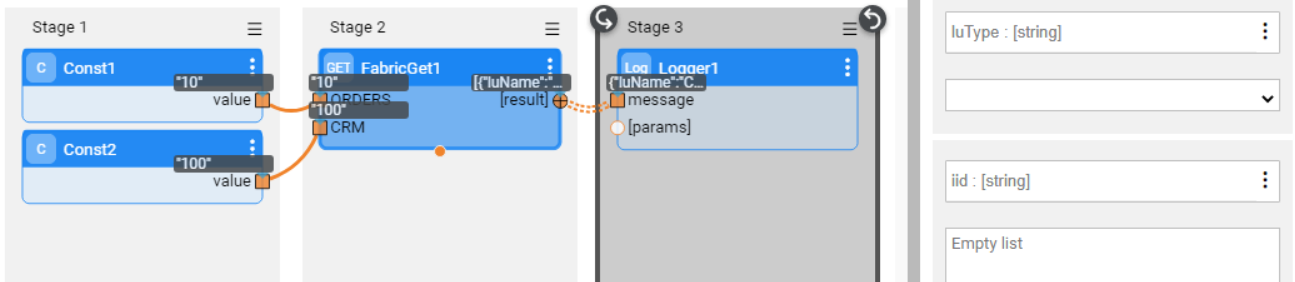 Stage 1
C Const1
"10"
value
C Const2
"100"
value
Stage 2
GET FabricGet1
"10"
[{"luName":"...
ORDERS
[result]
"100"
CRM
Stage 3
Log Logger1
{"luName":"C...
message
[params]
luType : [string]
iid : [string]
Empty list